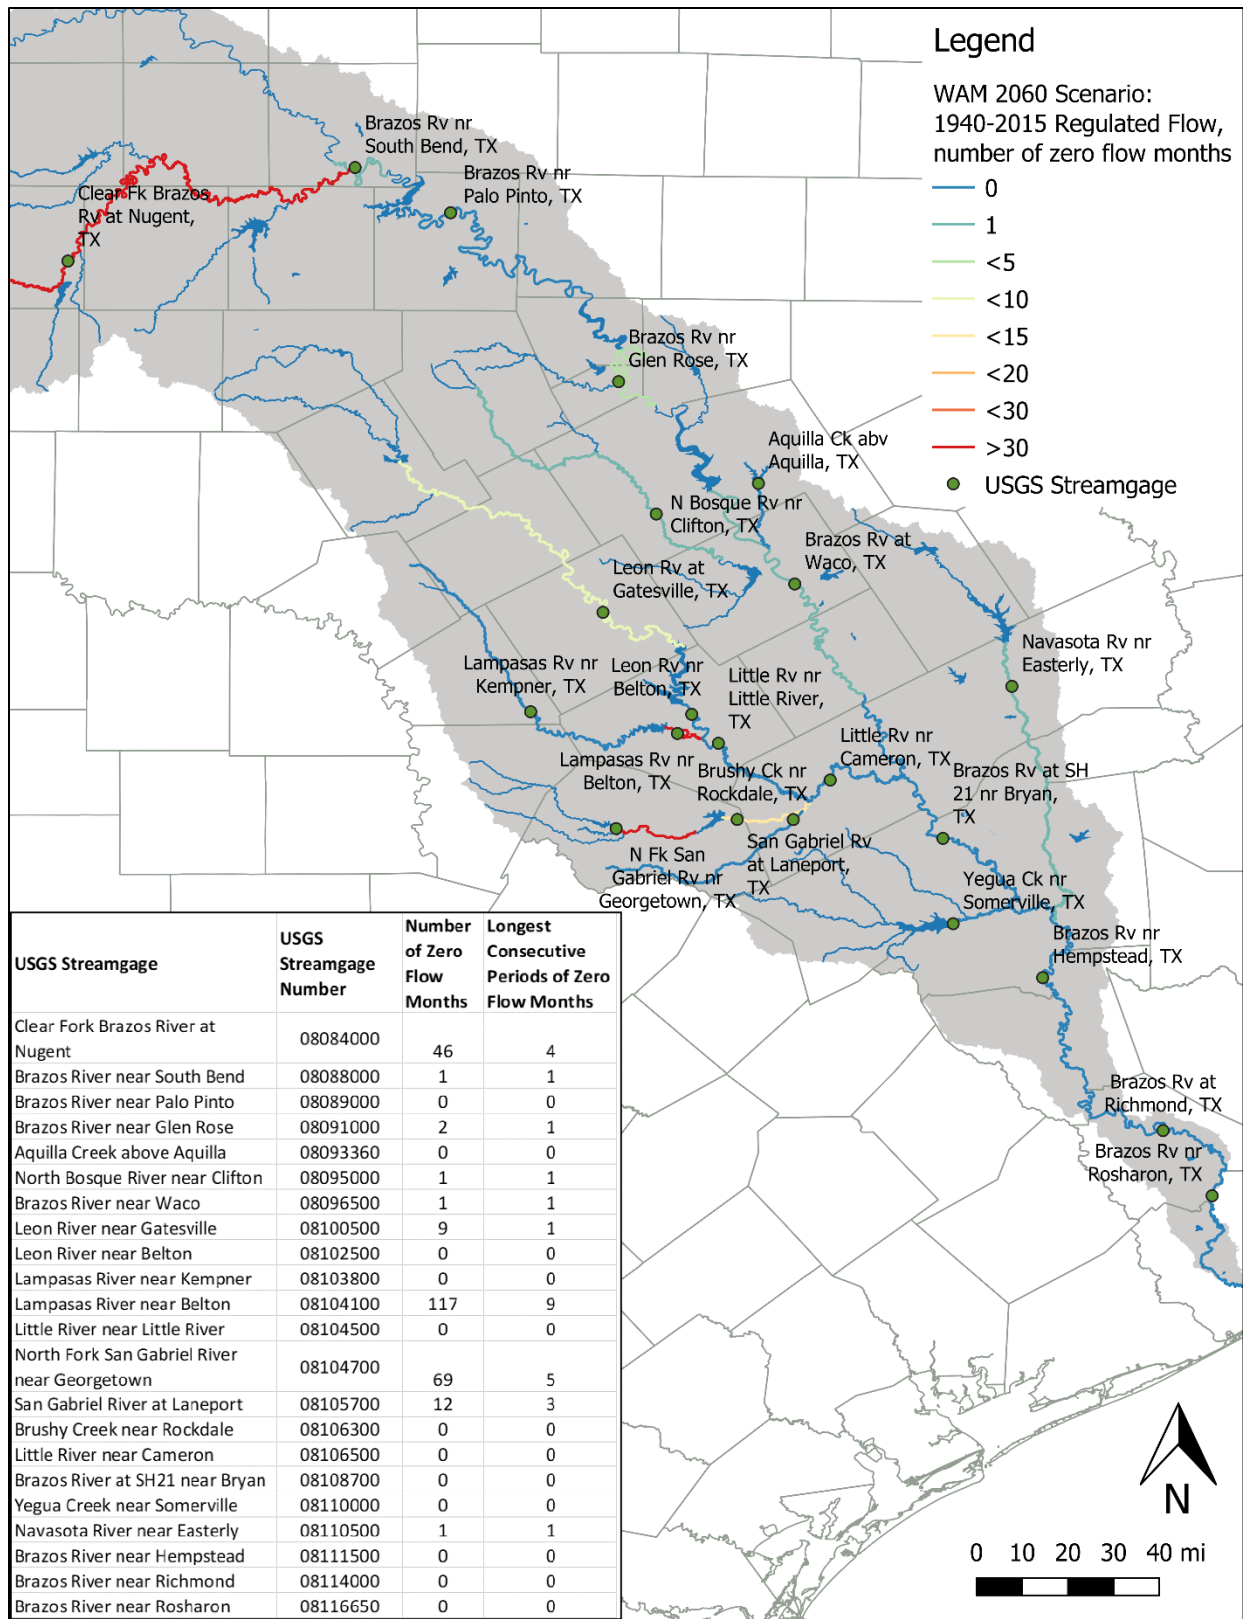 Legend
WAM 2060 Scenario:
1940-2015 Regulated Flow,
number of zero flow months
0
1
<5
<10
<15
<20
<30
>30
USGS Streamgage
Brazos Rv nr
South Bend, TX
Brazos Rv nr
Palo Pinto, TX
Clear Fk Brazos
Rv at Nugent,
TX
Brazos Rv nr
Glen Rose, TX
Aquilla Ck abv
Aquilla, TX
N Bosque Rv nr
Clifton, TX
Brazos Rv at
Waco, TX
Leon Rv at
Gatesville, TX
Navasota Rv nr
Easterly, TX
Lampasas Rv nr
Kempner, TX
Leon Rv nr
Belton, TX
Little Rv nr
Little River,
TX
Lampasas Rv nr
Belton, TX
Brushy Ck nr
Rockdale, TX
Little Rv nr
Cameron, TX
Brazos Rv at SH
21 nr Bryan,
TX
N Fk San
Gabriel Rv nr
Georgetown, TX
San Gabriel Rv
at Laneport,
TX
Yegua Ck nr
Somerville, TX
Brazos Rv nr
Hempstead, TX
Brazos Rv at
Richmond, TX
Brazos Rv nr
Rosharon, TX
N
0 10 20 30 40 mi
USGS Streamgage
USGS
Streamgage
Number
Number
of Zero
Flow
Months
Longest
Consecutive
Periods of Zero
Flow Months
Clear Fork Brazos River at
Nugent 08084000 46 4
Brazos River near South Bend 08088000 1 1
Brazos River near Palo Pinto 08089000 0 0
Brazos River near Glen Rose 08091000 2 1
Aquilla Creek above Aquilla 08093360 0 0
North Bosque River near Clifton 08095000 1 1
Brazos River near Waco 08096500 1 1
Leon River near Gatesville 08100500 9 1
Leon River near Belton 08102500 0 0
Lampasas River near Kempner 08103800 0 0
Lampasas River near Belton 08104100 117 9
Little River near Little River 08104500 0 0
North Fork San Gabriel River
near Georgetown 08104700 69 5
San Gabriel River at Laneport 08105700 12 3
Brushy Creek near Rockdale 08106300 0 0
Little River near Cameron 08106500 0 0
Brazos River at SH21 near Bryan 08108700 0 0
Yegua Creek near Somerville 08110000 0 0
Navasota River near Easterly 08110500 1 1
Brazos River near Hempstead 08111500 0 0
Brazos River near Richmond 08114000 0 0
Brazos River near Rosharon 08116650 0 0